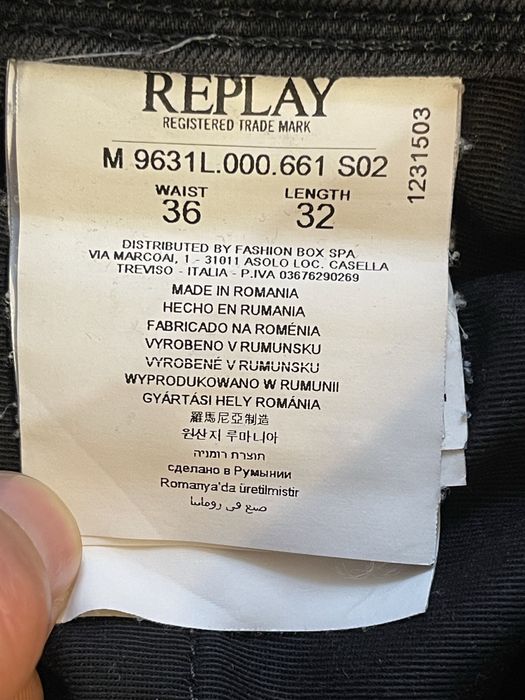 REPLAY
REGISTERED TRADE MARK
M 9631L.000.661 S02
1231503
WAIST LENGTH
36 32
DISTRIBUTED BY FASHION BOX SPA
VIA MARCOAI, 1 - 31011 ASOLO LOC. CASELLA
TREVISO - ITALIA - P.IVA 03676290269
MADE IN ROMANIA
HECHO EN RUMANIA
FABRICADO NA ROMÉNIA
VYROBENO V RUMUNSKU
VYROBENÉ V RUMUNSKU
WYPRODUKOWANO W RUMUNII
GYÁRTÁSI HELY ROMÁNIA
羅馬尼亞制造
원산지 루마니아
תוצרת רומניה
сделано в Румынии
Romanya'da üretilmistir
صنع في رومانيا